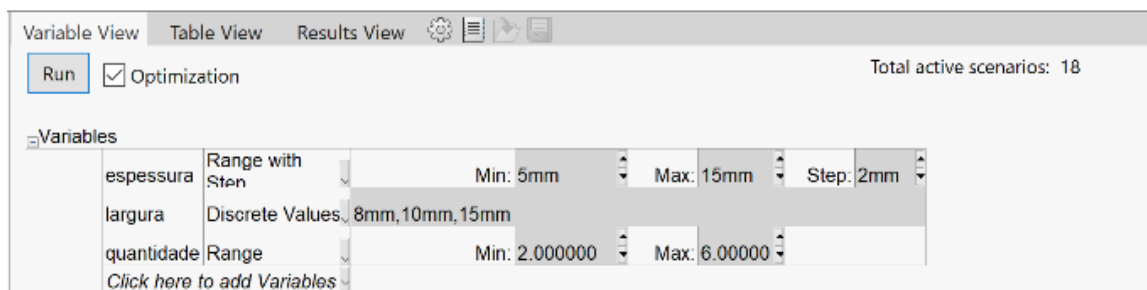 Variable View Table View Results View
Run Optimization Total active scenarios: 18
Variables
espessura Range with Step Min: 5mm Max: 15mm Step: 2mm
largura Discrete Values 8mm,10mm,15mm
quantidade Range Min: 2.000000 Max: 6.00000
Click here to add Variables